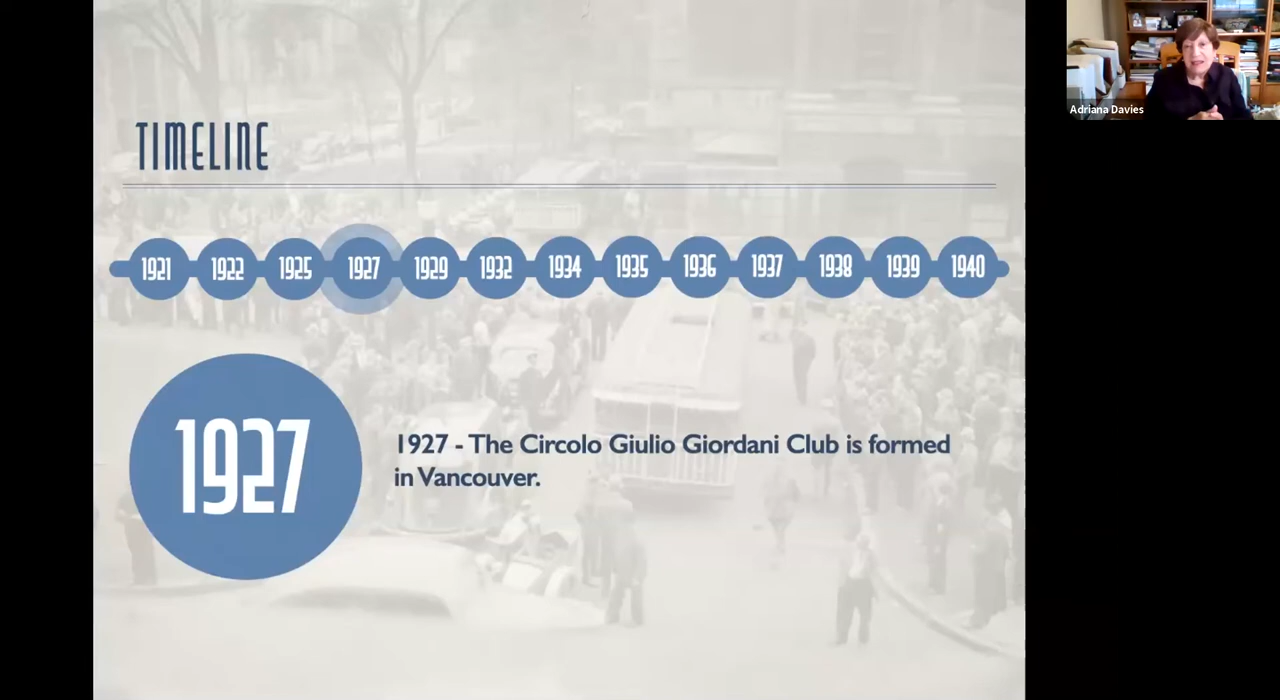 Adriana Davies
TIMELINE
1921 1922 1925 1927 1929 1932 1934 1935 1936 1937 1938 1939 1940
1927
1927 - The Circolo Giulio Giordani Club is formed
in Vancouver.